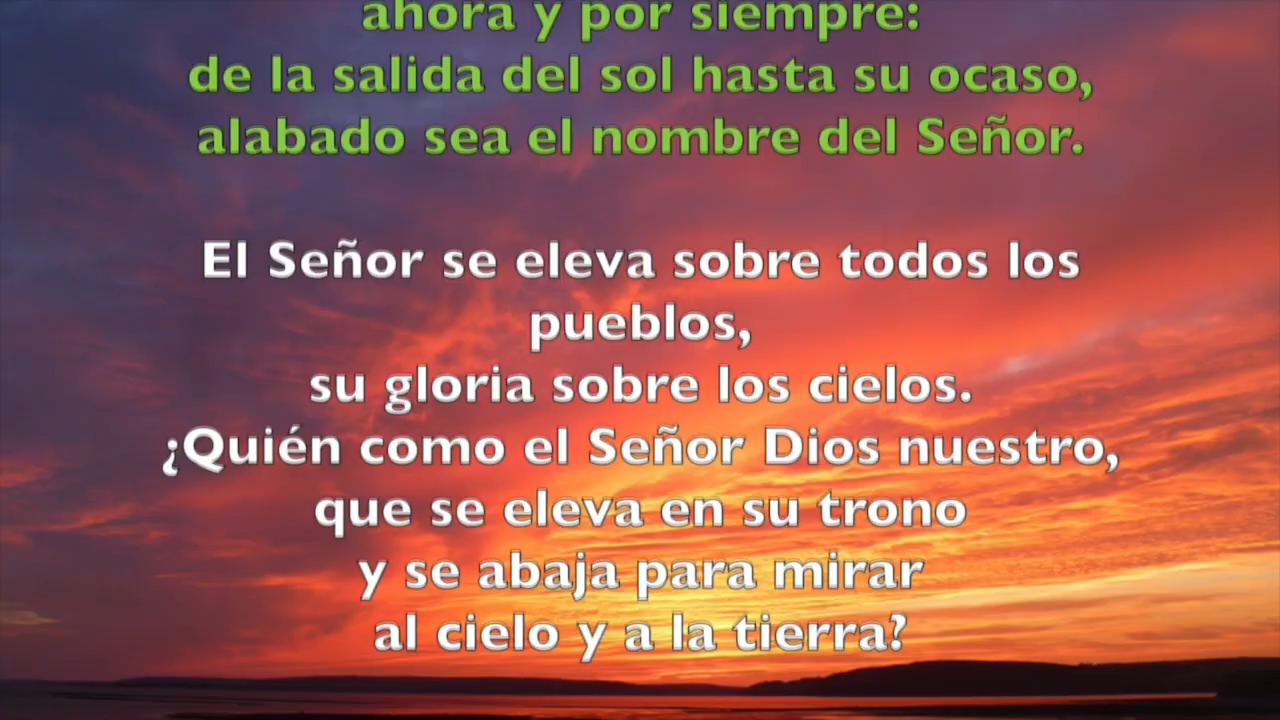 ahora y por siempre:
de la salida del sol hasta su ocaso,
alabado sea el nombre del Señor.
El Señor se eleva sobre todos los
pueblos,
su gloria sobre los cielos.
¿Quién como el Señor Dios nuestro,
que se eleva en su trono
y se abaja para mirar
al cielo y a la tierra?